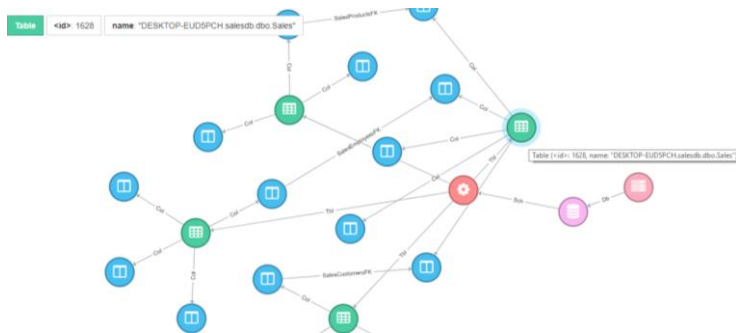 Table <id>: 1628 name: "DESKTOP-EUD5PCH.salesdb.dbo.Sales"
SalesProductsFK
Col
Col
Col
Col
Col
SalesEmployeesFK
Col
Table (<id>: 1628, name: "DESKTOP-EUD5PCH.salesdb.dbo.Sales"
Tbl
Col
Col
Col
Tbl
Sch
Db
Col
Col
Tbl
SalesCustomersFK
Col